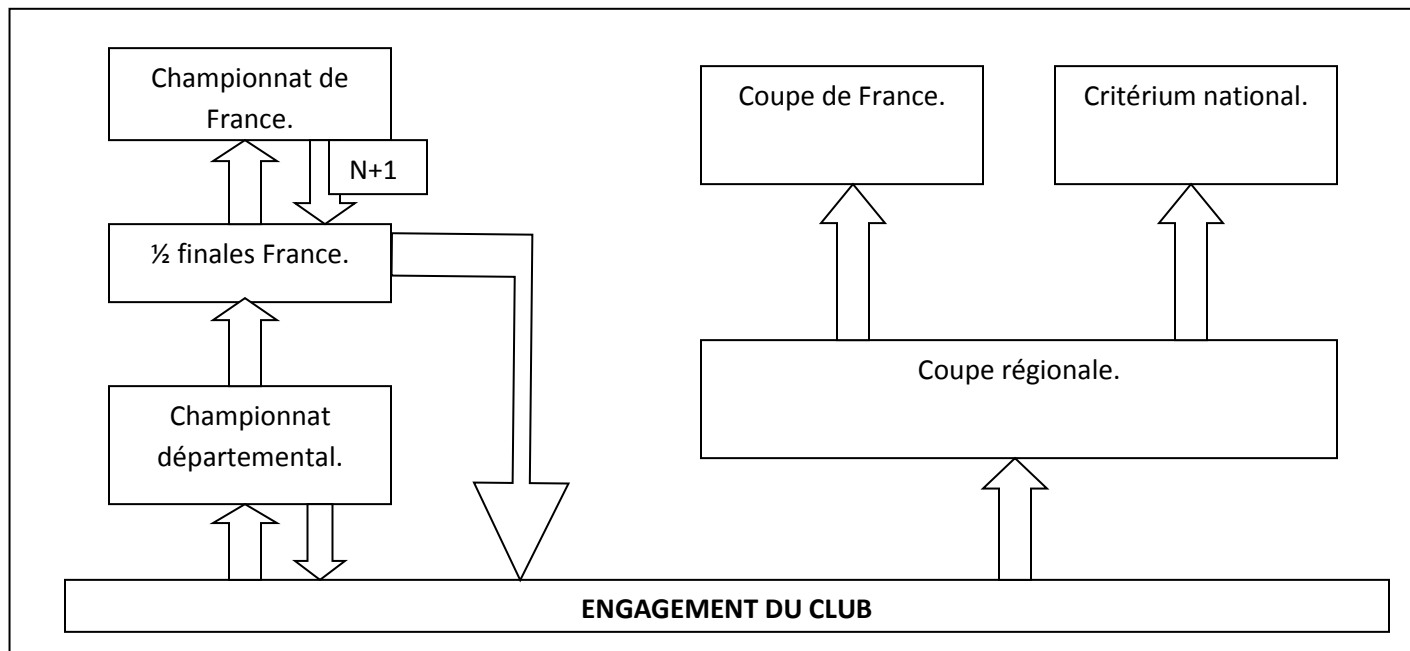 Championnat de
France.
N+1
½ finales France.
Championnat
départemental.
Coupe de France.
Critérium national.
Coupe régionale.
ENGAGEMENT DU CLUB